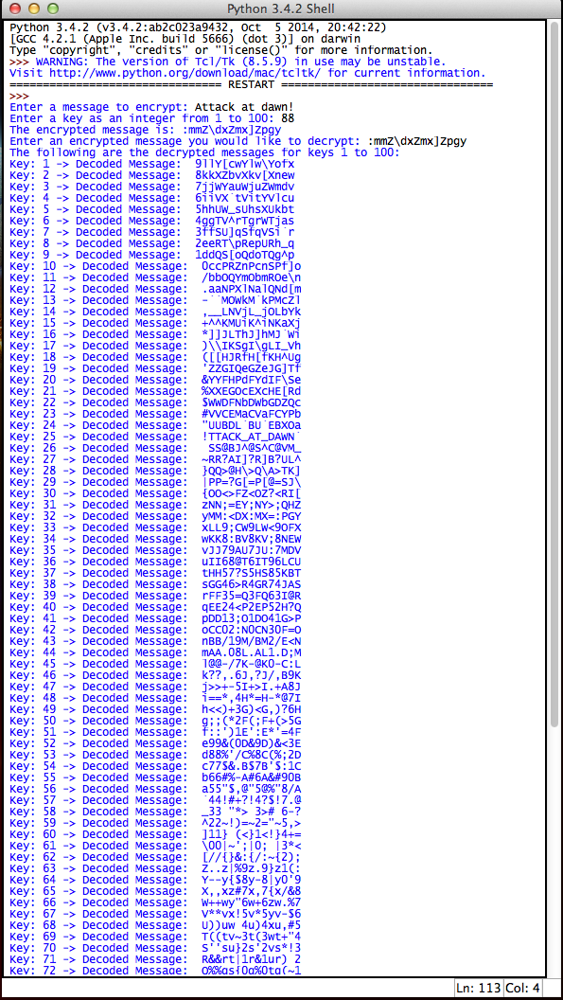 Python 3.4.2 Shell
Python 3.4.2 (v3.4.2:ab2c023a9432, Oct  5 2014, 20:42:22)
[GCC 4.2.1 (Apple Inc. build 5666) (dot 3)] on darwin
Type "copyright", "credits" or "license()" for more information.
>>> WARNING: The version of Tcl/Tk (8.5.9) in use may be unstable.
Visit http://www.python.org/download/mac/tcltk/ for current information.
================================ RESTART ================================
>>>
Enter a message to encrypt: Attack at dawn!
Enter a key as an integer from 1 to 100: 88
The encrypted message is: :mmZ\dxZmx]Zpgy
Enter an encrypted message you would like to decrypt: :mmZ\dxZmx]Zpgy
The following are the decrypted messages for keys 1 to 100:
Key: 1 -> Decoded Message:  9llY[cwYlw\Yofx
Key: 2 -> Decoded Message:  8kkXZbvXkv[Xnew
Key: 3 -> Decoded Message:  7jjWYauWjuZWmdv
Key: 4 -> Decoded Message:  6iiVX`tVitYVlcu
Key: 5 -> Decoded Message:  5hhUW_sUhsXUkbt
Key: 6 -> Decoded Message:  4ggTV^rTgrWTjas
Key: 7 -> Decoded Message:  3ffSU]qSfqVSi`r
Key: 8 -> Decoded Message:  2eeRT\pRepURh_q
Key: 9 -> Decoded Message:  1ddQS[oQdoTQg^p
Key: 10 -> Decoded Message:  0ccPRZnPcnSPf]o
Key: 11 -> Decoded Message:  /bbOQYmObmROe\n
Key: 12 -> Decoded Message:  .aaNPXlNalQNd[m
Key: 13 -> Decoded Message:  -``MOWkM`kPMcZl
Key: 14 -> Decoded Message:  ,__LNVjL_jOLbYk
Key: 15 -> Decoded Message:  +^^KMUiK^iNKaXj
Key: 16 -> Decoded Message:  *]]JLThJ]hMJ`Wi
Key: 17 -> Decoded Message:  )\\IKSgI\gLI_Vh
Key: 18 -> Decoded Message:  ([[HJRfH[fKH^Ug
Key: 19 -> Decoded Message:  'ZZGIQeGZeJG]Tf
Key: 20 -> Decoded Message:  &YYFHPdFYdIF\Se
Key: 21 -> Decoded Message:  %XXEGOcEXcHE[Rd
Key: 22 -> Decoded Message:  $WWDFNbDWbGDZQc
Key: 23 -> Decoded Message:  #VVCEMaCVaFCYPb
Key: 24 -> Decoded Message:  "UUBDL`BU`EBXOa
Key: 25 -> Decoded Message:  !TTACK_AT_DAWN`
Key: 26 -> Decoded Message:   SS@BJ^@S^C@VM_
Key: 27 -> Decoded Message:  ~RR?AI]?R]B?UL^
Key: 28 -> Decoded Message:  }QQ>@H\>Q\A>TK]
Key: 29 -> Decoded Message:  |PP=?G[=P[@=SJ\
Key: 30 -> Decoded Message:  {OO<>FZ<OZ?<RI[
Key: 31 -> Decoded Message:  zNN;=EY;NY>;QHZ
Key: 32 -> Decoded Message:  yMM:<DX:MX=:PGY
Key: 33 -> Decoded Message:  xLL9;CW9LW<9OFX
Key: 34 -> Decoded Message:  wKK8:BV8KV;8NEW
Key: 35 -> Decoded Message:  vJJ79AU7JU:7MDV
Key: 36 -> Decoded Message:  uII68@T6IT96LCU
Key: 37 -> Decoded Message:  tHH57?S5HS85KBT
Key: 38 -> Decoded Message:  sGG46>R4GR74JAS
Key: 39 -> Decoded Message:  rFF35=Q3FQ63I@R
Key: 40 -> Decoded Message:  qEE24<P2EP52H?Q
Key: 41 -> Decoded Message:  pDD13;O1DO41G>P
Key: 42 -> Decoded Message:  oCC02:N0CN30F=O
Key: 43 -> Decoded Message:  nBB/19M/BM2/E<N
Key: 44 -> Decoded Message:  mAA.08L.AL1.D;M
Key: 45 -> Decoded Message:  l@@-/7K-@K0-C:L
Key: 46 -> Decoded Message:  k??,.6J,?J/,B9K
Key: 47 -> Decoded Message:  j>>+-5I+>I.+A8J
Key: 48 -> Decoded Message:  i==*,4H*=H-*@7I
Key: 49 -> Decoded Message:  h<<)+3G)<G,)?6H
Key: 50 -> Decoded Message:  g;;(*2F(;F+(>5G
Key: 51 -> Decoded Message:  f::')1E':E*'=4F
Key: 52 -> Decoded Message:  e99&(0D&9D)&<3E
Key: 53 -> Decoded Message:  d88%'/C%8C(%;2D
Key: 54 -> Decoded Message:  c77$&.B$7B'$:1C
Key: 55 -> Decoded Message:  b66#%-A#6A&#90B
Key: 56 -> Decoded Message:  a55"$,@"5@%"8/A
Key: 57 -> Decoded Message:  `44!#+?!4?$!7.@
Key: 58 -> Decoded Message:  _33 "*> 3># 6-?
Key: 59 -> Decoded Message:  ^22~!)=~2="~5,>
Key: 60 -> Decoded Message:  ]11} (<}1<!}4+=
Key: 61 -> Decoded Message:  \00|~';|0; |3*<
Key: 62 -> Decoded Message:  [//{}&:{/:~{2);
Key: 63 -> Decoded Message:  Z..z|%9z.9}z1(:
Key: 64 -> Decoded Message:  Y--y{$8y-8|y0'9
Key: 65 -> Decoded Message:  X,,xz#7x,7{x/&8
Key: 66 -> Decoded Message:  W++wy"6w+6zw.%7
Key: 67 -> Decoded Message:  V**vx!5v*5yv-$6
Key: 68 -> Decoded Message:  U))uw 4u)4xu,#5
Key: 69 -> Decoded Message:  T((tv~3t(3wt+"4
Key: 70 -> Decoded Message:  S''su}2s'2vs*!3
Key: 71 -> Decoded Message:  R&&rt|1r&1ur) 2
Key: 72 -> Decoded Message:  Q%%qs{0q%0tq(~1
Ln: 113 Col: 4